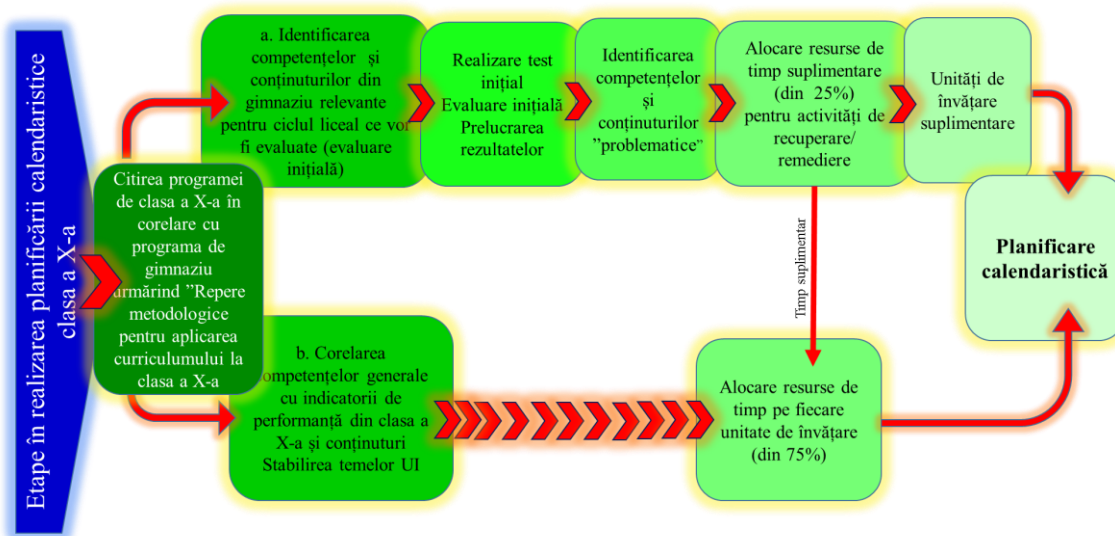 Etape în realizarea planificării calendaristice
clasa a X-a
Citirea programei
de clasa a X-a în
corelare cu
programa de
gimnaziu
urmărind ”Repere
metodologice
pentru aplicarea
curriculumului la
clasa a X-a
a. Identificarea
competențelor și
conținuturilor din
gimnaziu relevante
pentru ciclul liceal ce vor
fi evaluate (evaluare
inițială)
Realizare test
inițial
Evaluare inițială
Prelucrarea
rezultatelor
Identificarea
competențelor
și
conținuturilor
”problematice”
Alocare resurse de
timp suplimentare
(din 25%)
pentru activități de
recuperare/
remediere
Unități de
învățare
suplimentare
Timp suplimentar
b. Corelarea
competențelor generale
cu indicatorii de
performanță din clasa a
X-a și conținuturi
Stabilirea temelor UI
Alocare resurse de
timp pe fiecare
unitate de învățare
(din 75%)
Planificare
calendaristică